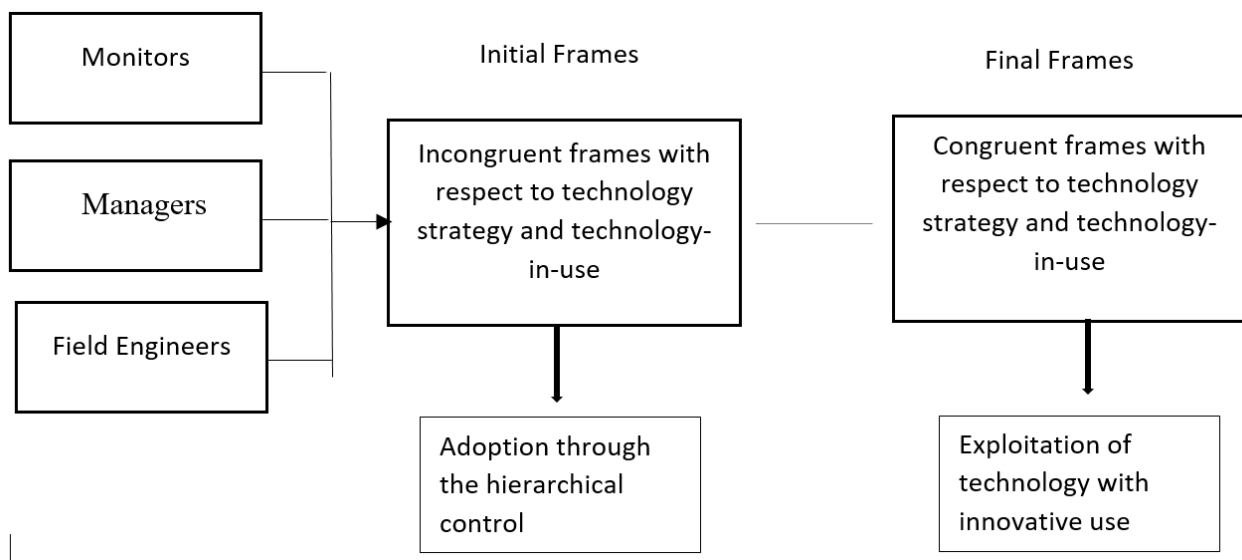 Monitors
Managers
Field Engineers
Initial Frames
Incongruent frames with
respect to technology
strategy and technology-
in-use
Adoption through
the hierarchical
control
Final Frames
Congruent frames with
respect to technology
strategy and technology-
in-use
Exploitation of
technology with
innovative use